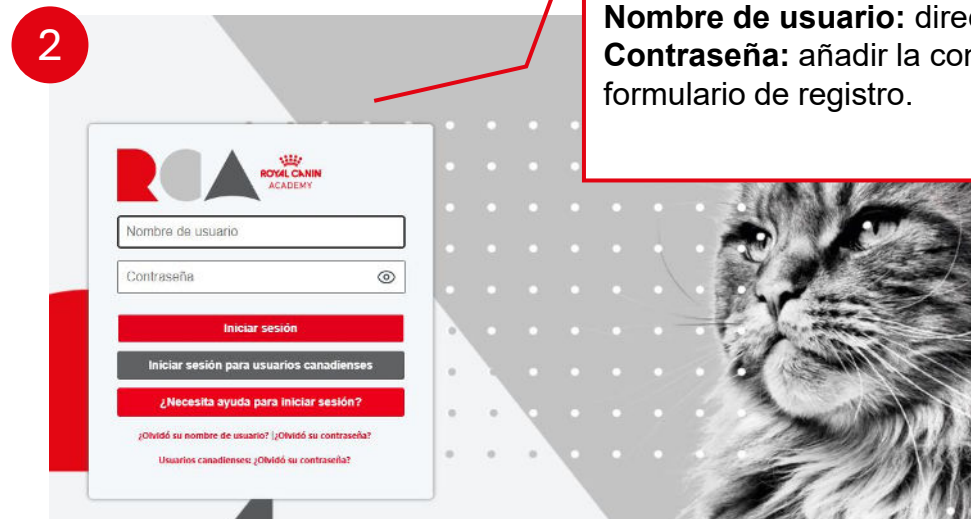 2
Nombre de usuario: direc
Contraseña: añadir la con
formulario de registro.
RCA
ROYAL CANIN
ACADEMY
Nombre de usuario
Contraseña
Iniciar sesión
Iniciar sesión para usuarios canadienses
¿Necesita ayuda para iniciar sesión?
¿Olvidó su nombre de usuario? |¿Olvidó su contraseña?
Usuarios canadienses: ¿Olvidó su contraseña?